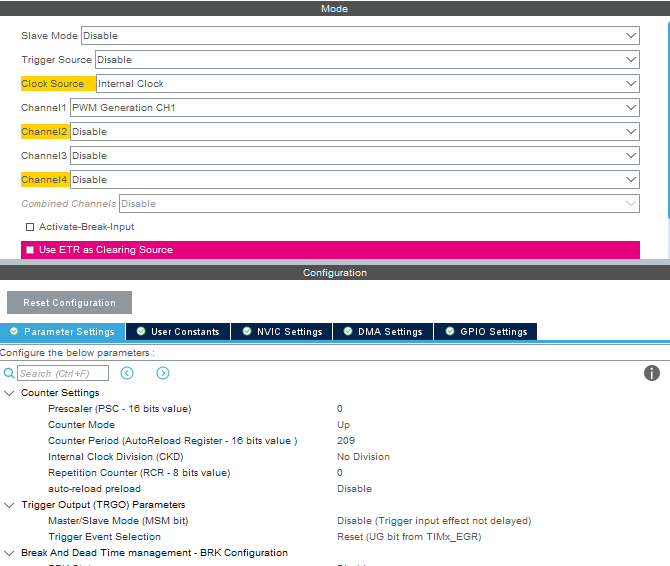 Mode
Slave Mode Disable
Trigger Source Disable
Clock Source Internal Clock
Channel1 PWM Generation CH1
Channel2 Disable
Channel3 Disable
Channel4 Disable
Combined Channels Disable
Activate-Break-Input
Use ETR as Clearing Source
Configuration
Reset Configuration
Parameter Settings User Constants NVIC Settings DMA Settings GPIO Settings
Configure the below parameters :
Search (Ctrl+F)
Counter Settings
Prescaler (PSC - 16 bits value) 0
Counter Mode Up
Counter Period (AutoReload Register - 16 bits value ) 209
Internal Clock Division (CKD) No Division
Repetition Counter (RCR - 8 bits value) 0
auto-reload preload Disable
Trigger Output (TRGO) Parameters
Master/Slave Mode (MSM bit) Disable (Trigger input effect not delayed)
Trigger Event Selection Reset (UG bit from TIMx_EGR)
Break And Dead Time management - BRK Configuration